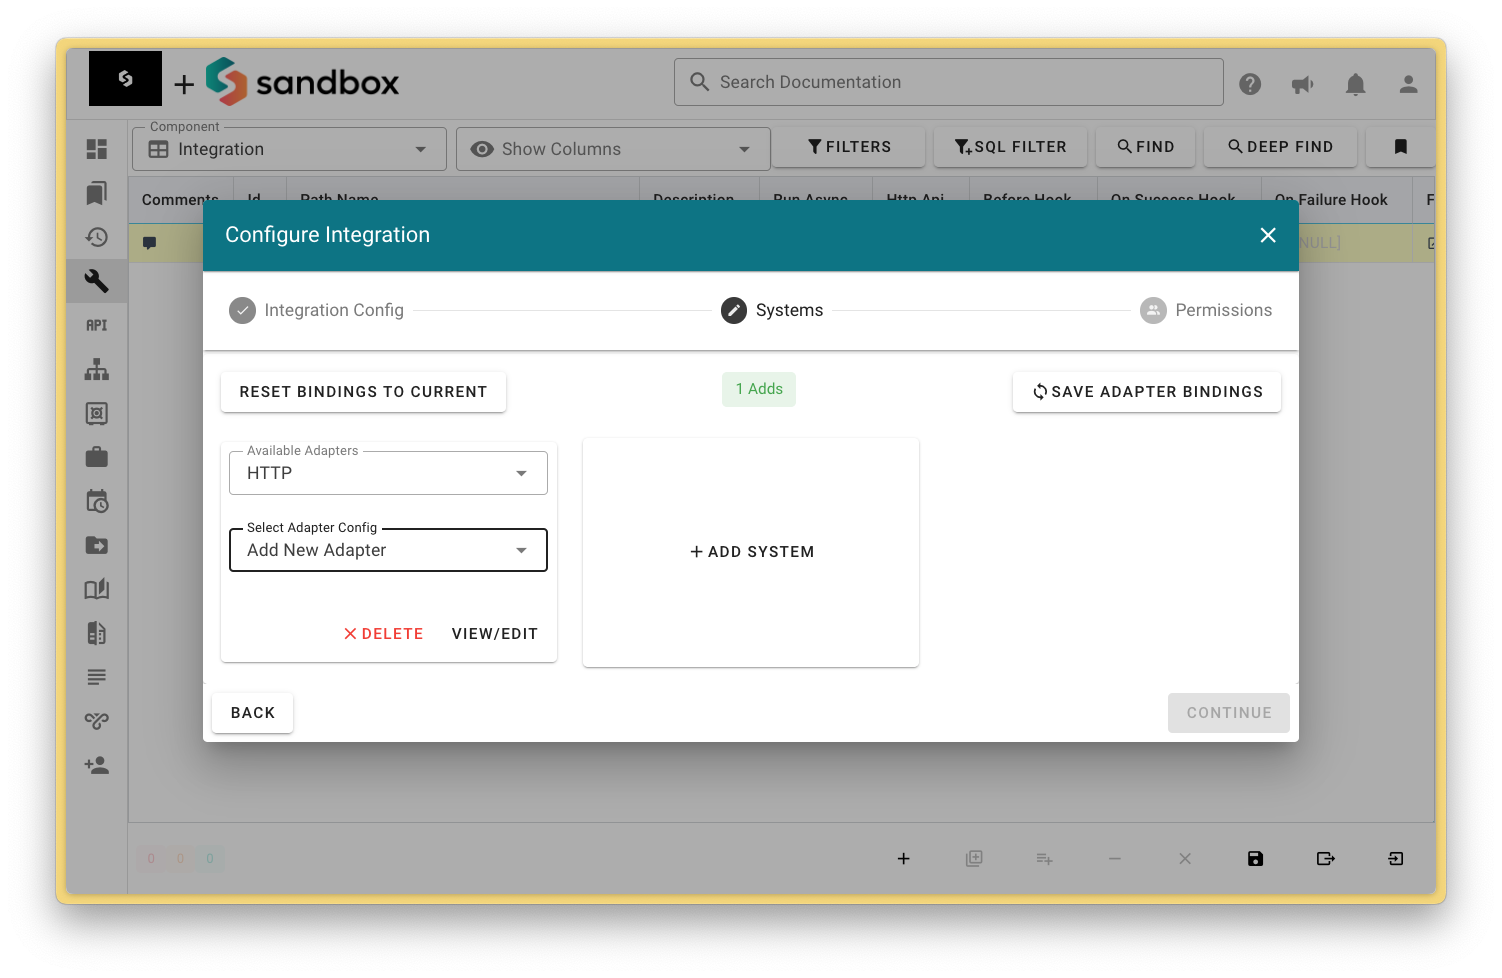 + sandbox
Search Documentation
Component
Integration
Show Columns
FILTERS
SQL FILTER
FIND
DEEP FIND
Comments Id Path Name Description Run Async Http Api Before Hook On Success Hook On Failure Hook F
Configure Integration
NULL]
Integration Config
Systems
Permissions
API
RESET BINDINGS TO CURRENT
1 Adds
SAVE ADAPTER BINDINGS
Available Adapters
HTTP
Select Adapter Config
Add New Adapter
+ ADD SYSTEM
DELETE
VIEW/EDIT
BACK
CONTINUE
0 0 0